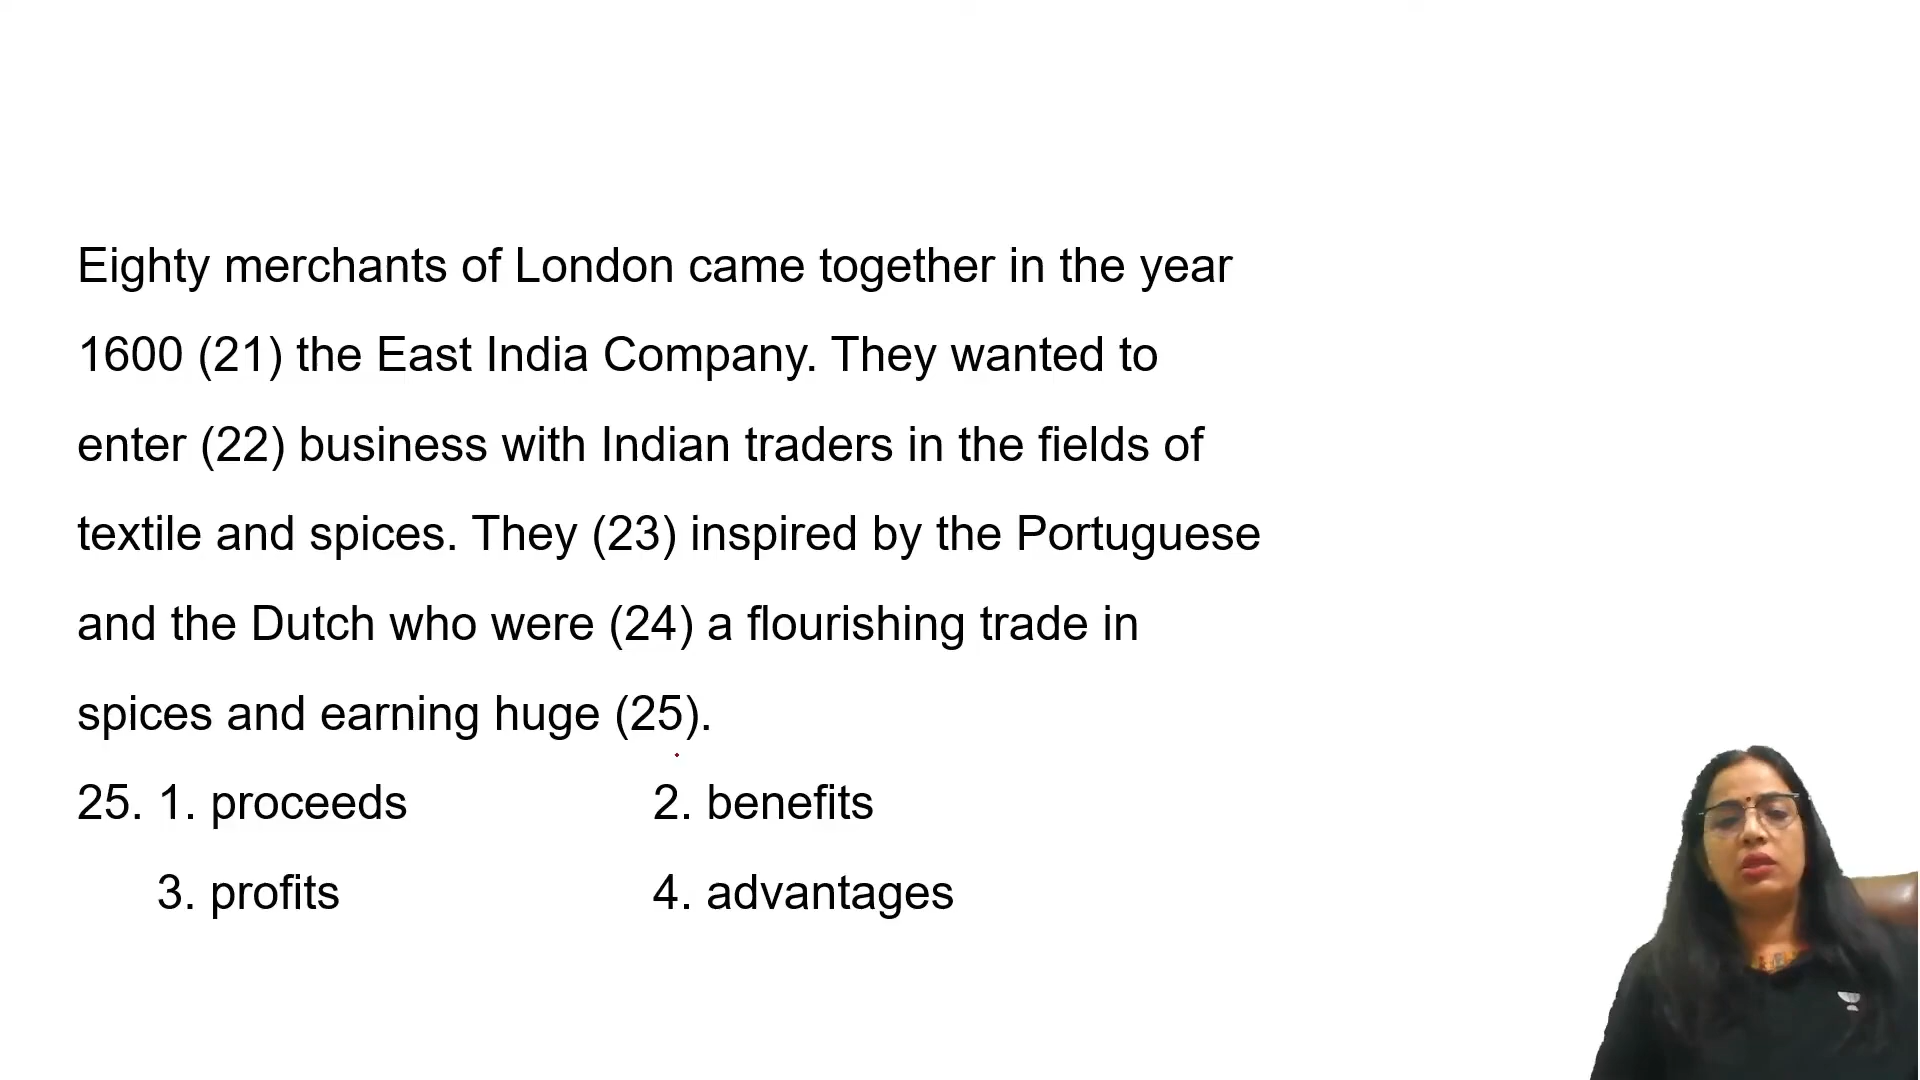 Eighty merchants of London came together in the year
1600 (21) the East India Company. They wanted to
enter (22) business with Indian traders in the fields of
textile and spices. They (23) inspired by the Portuguese
and the Dutch who were (24) a flourishing trade in
spices and earning huge (25).
25. 1. proceeds 2. benefits
3. profits 4. advantages